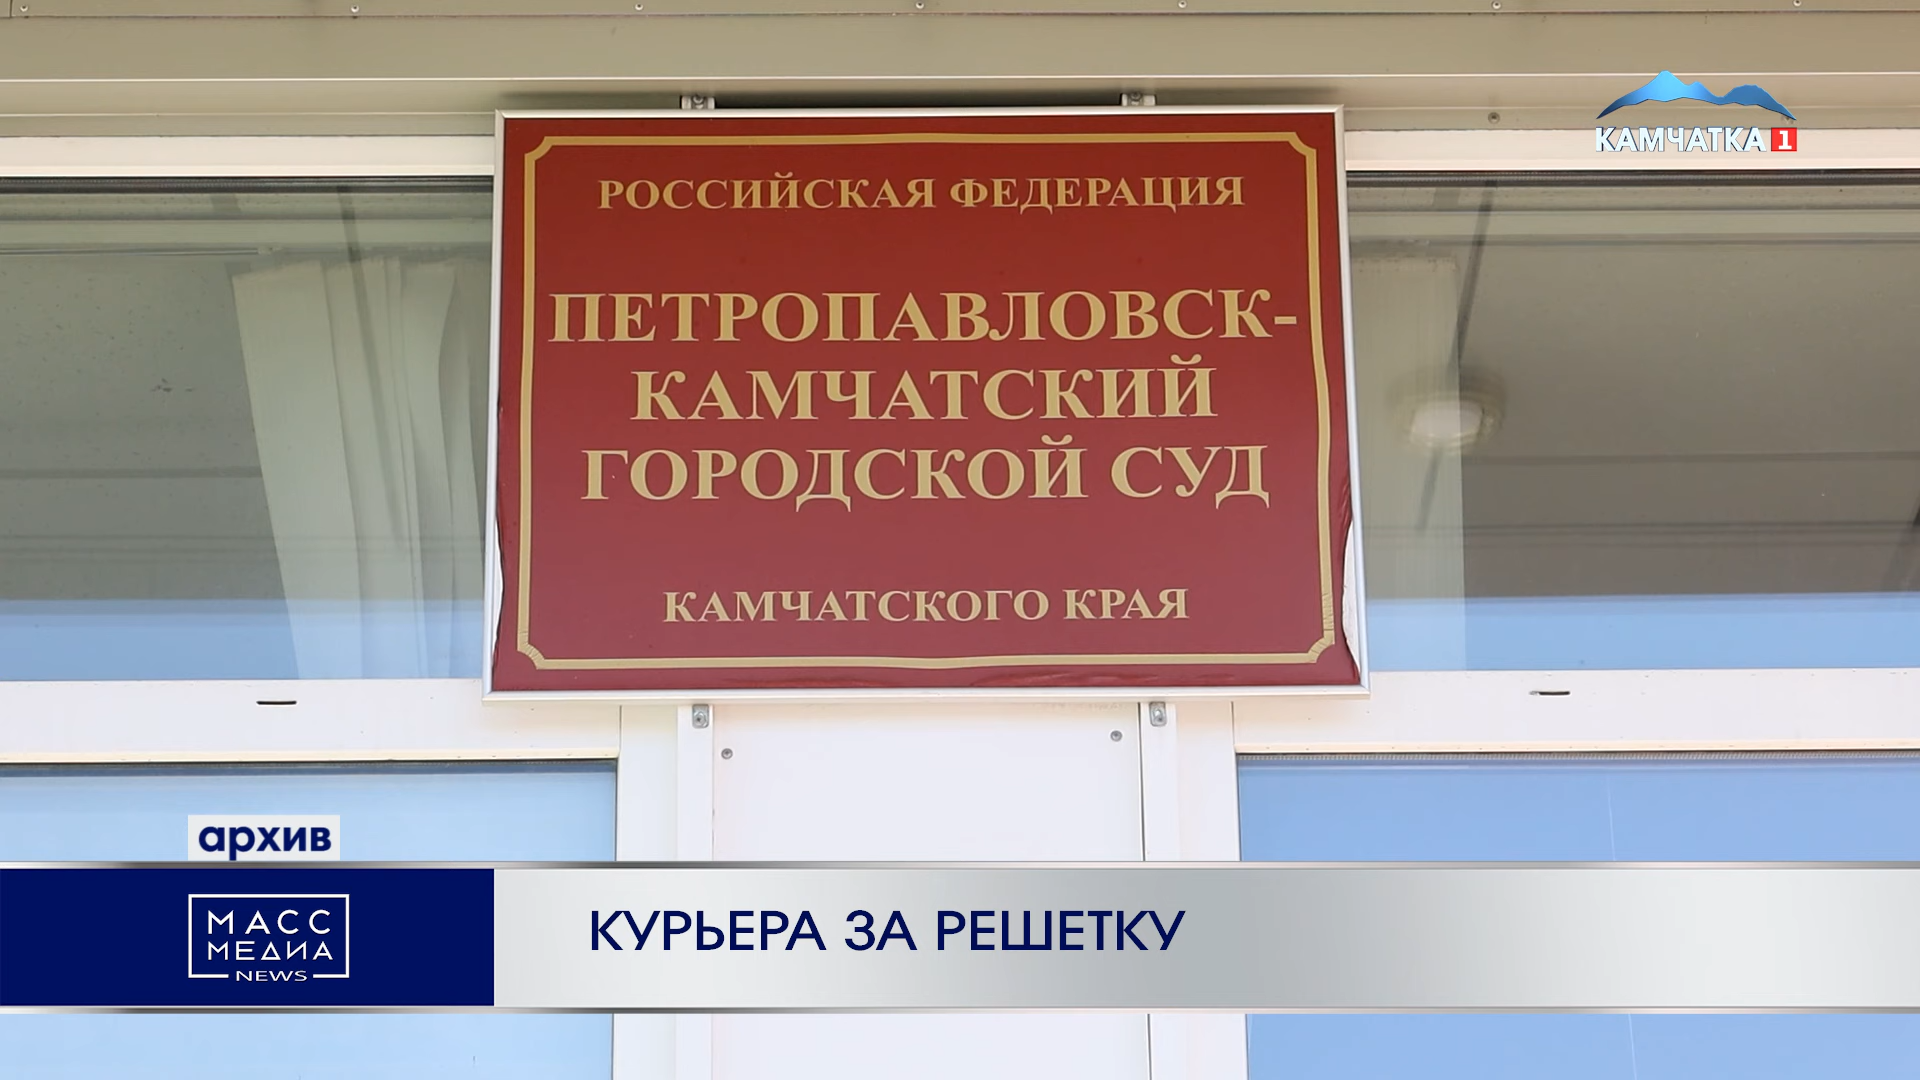 КАМЧАТКА 1
РОССИЙСКАЯ ФЕДЕРАЦИЯ
ПЕТРОПАВЛОВСК-
КАМЧАТСКИЙ
ГОРОДСКОЙ СУД
КАМЧАТСКОГО КРАЯ
архив
МАСС
МЕДИА
NEWS
КУРЬЕРА ЗА РЕШЕТКУ